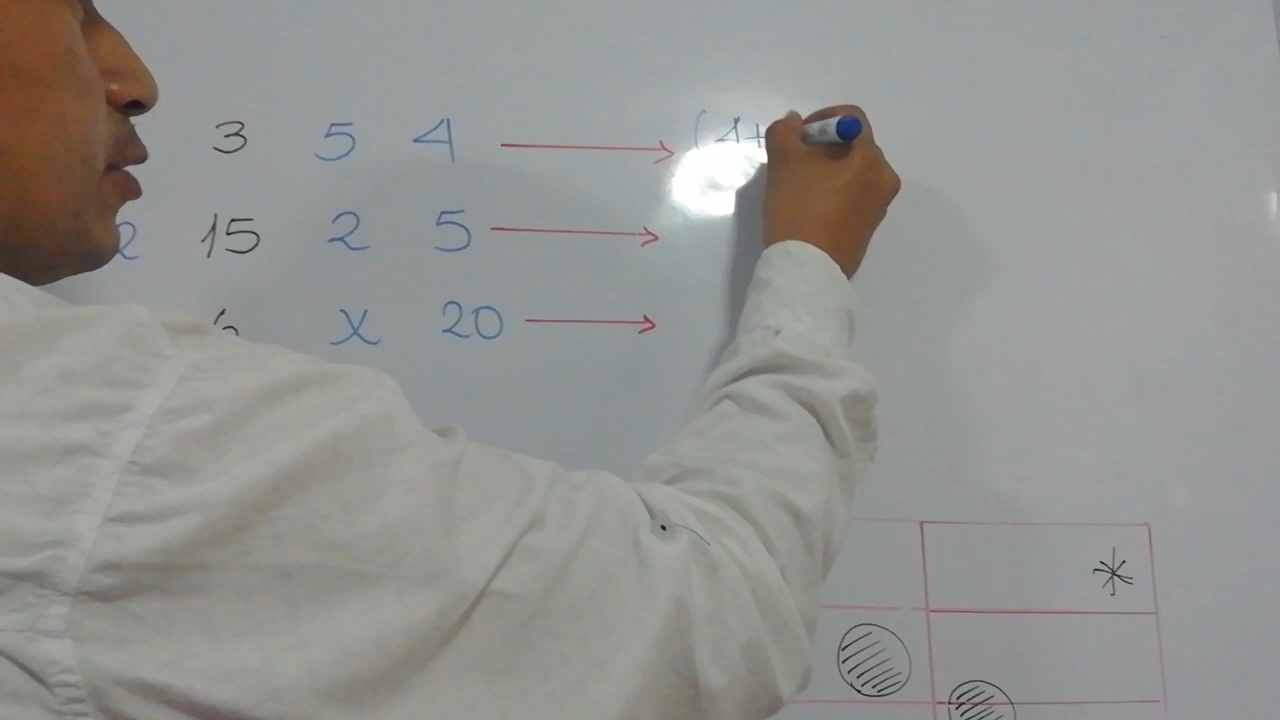 3 5 4 → (4+
2 15 2 5 →
6 x 20 →
*